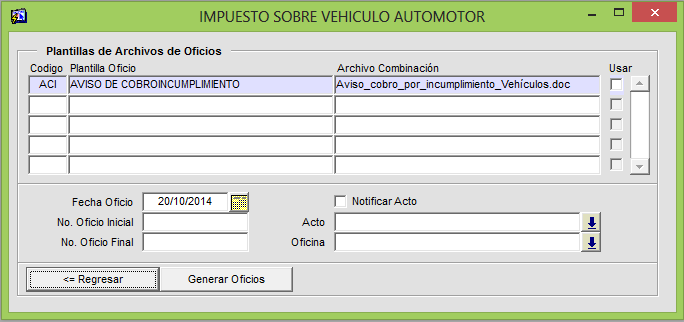 IMPUESTO SOBRE VEHICULO AUTOMOTOR
Plantillas de Archivos de Oficios
Codigo Plantilla Oficio Archivo Combinación Usar
ACI AVISO DE COBROINCUMPLIMIENTO Aviso_cobro_por_incumplimiento_Vehículos.doc
Fecha Oficio 20/10/2014 Notificar Acto
No. Oficio Inicial Acto
No. Oficio Final Oficina
<= Regresar Generar Oficios